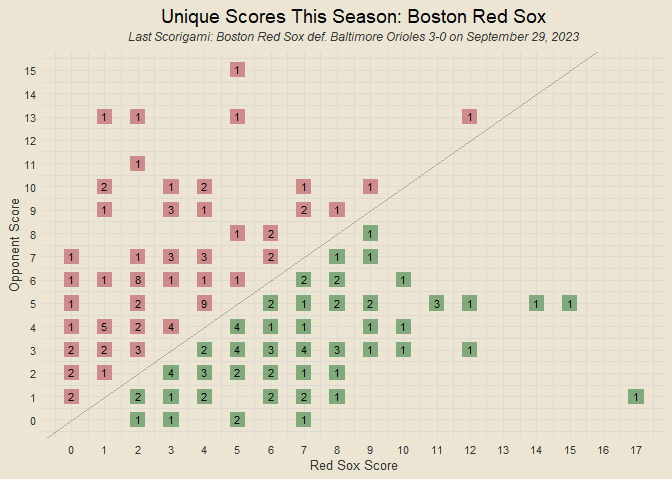 Unique Scores This Season: Boston Red Sox
Last Scorigami: Boston Red Sox def. Baltimore Orioles 3-0 on September 29, 2023
15 1
14
13 1 1 1 1
12
11 1
10 2 1 2 1 1
9 1 3 1 2 1
8 1 2 1
7 1 1 3 3 2 1 1
6 1 1 8 1 1 1 2 2 1
5 1 2 9 2 1 2 2 3 1 1 1
4 1 5 2 4 4 1 1 1 1
3 2 2 3 2 4 3 4 3 1 1 1
2 2 1 4 3 2 2 1 1
1 2 2 1 2 2 2 1 1
0 1 1 2 1
Opponent Score
0 1 2 3 4 5 6 7 8 9 10 11 12 13 14 15 16 17
Red Sox Score